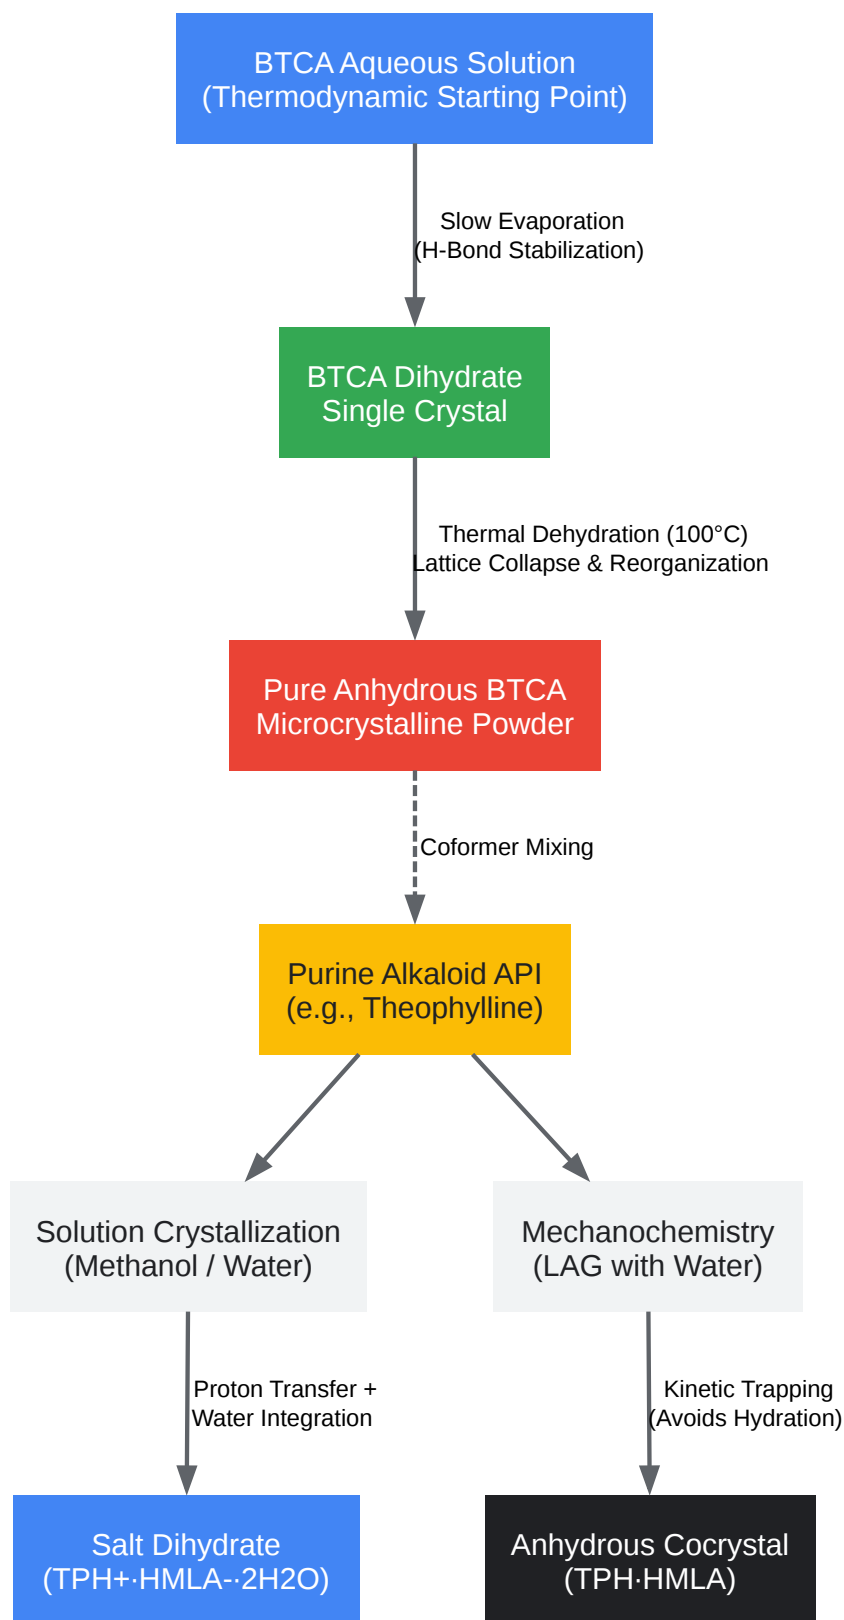 BTCA Aqueous Solution
(Thermodynamic Starting Point)
Slow Evaporation
(H-Bond Stabilization)
BTCA Dihydrate
Single Crystal
Thermal Dehydration (100°C)
Lattice Collapse & Reorganization
Pure Anhydrous BTCA
Microcrystalline Powder
Coformer Mixing
Purine Alkaloid API
(e.g., Theophylline)
Solution Crystallization
(Methanol / Water)
Mechanochemistry
(LAG with Water)
Proton Transfer +
Water Integration
Kinetic Trapping
(Avoids Hydration)
Salt Dihydrate
(TPH+·HMLA-·2H2O)
Anhydrous Cocrystal
(TPH·HMLA)